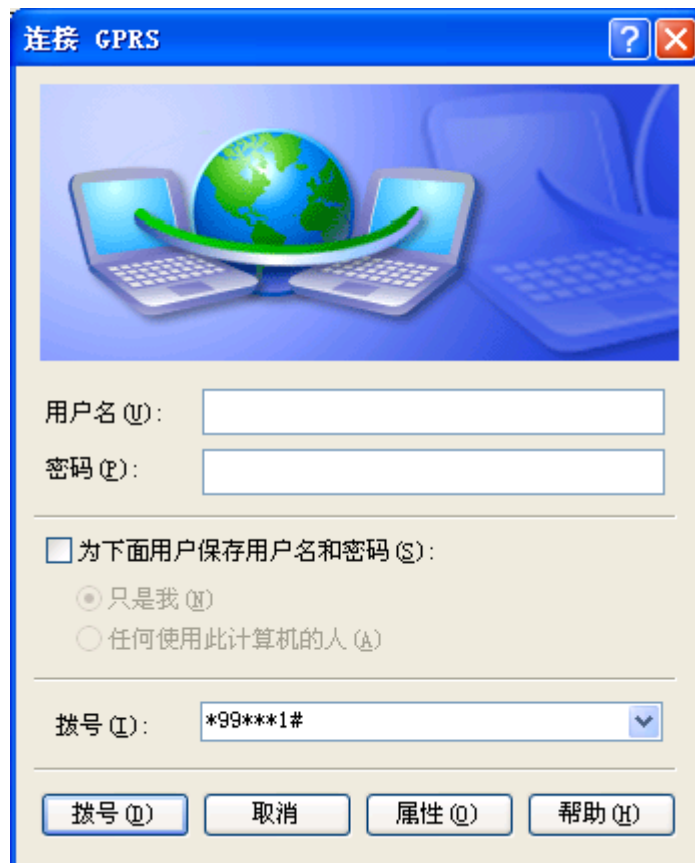 连接 GPRS
用户名(U):
密码(P):
为下面用户保存用户名和密码(S):
只是我(N)
任何使用此计算机的人(A)
拨号(I): *99***1#
拨号(D) 取消 属性(O) 帮助(H)